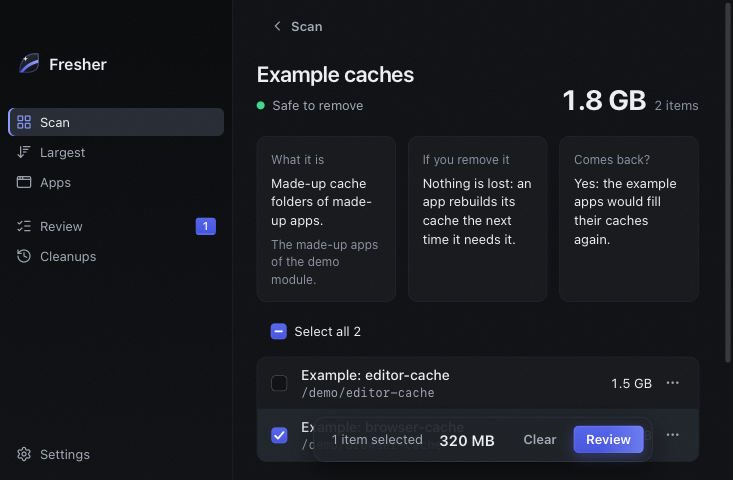 Fresher
Scan
Largest
Apps
Review
1
Cleanups
Settings
Scan
Example caches
Safe to remove
1.8 GB 2 items
What it is
Made-up cache
folders of made-
up apps.
The made-up apps
of the demo
module.
If you remove it
Nothing is lost: an
app rebuilds its
cache the next
time it needs it.
Comes back?
Yes: the example
apps would fill
their caches
again.
Select all 2
Example: editor-cache
/demo/editor-cache
1.5 GB
Example: browser-cache
1 item selected 320 MB Clear Review